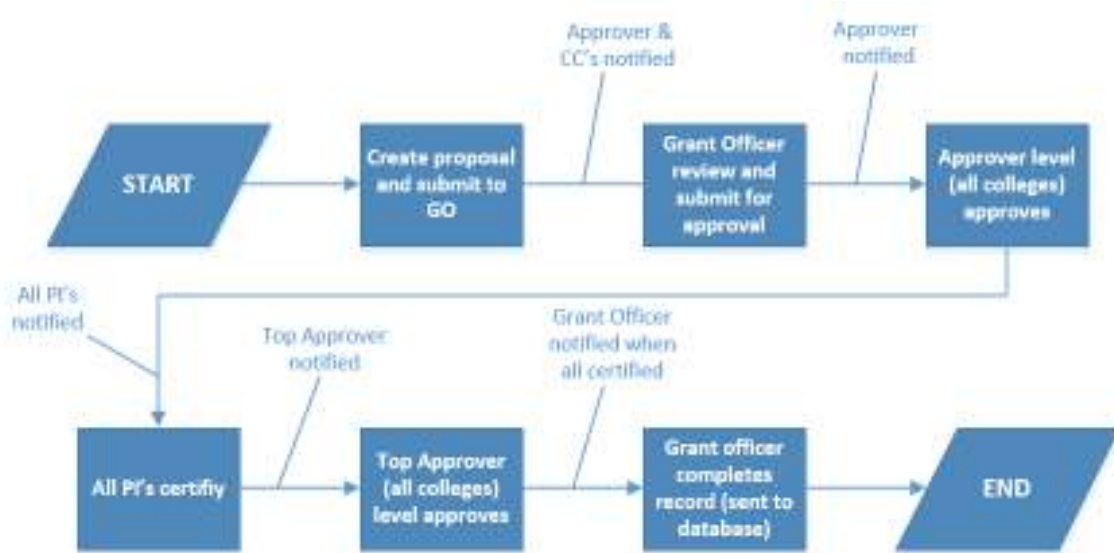 Approver &
CC's notified
Approver
notified
START
Create proposal
and submit to
GO
Grant Officer
review and
submit for
approval
Approver level
(all colleges)
approves
All PI's
notified
Top Approver
notified
Grant Officer
notified when
all certified
All PI's certifiy
Top Approver
(all colleges)
level approves
Grant officer
completes
record (sent to
database)
END